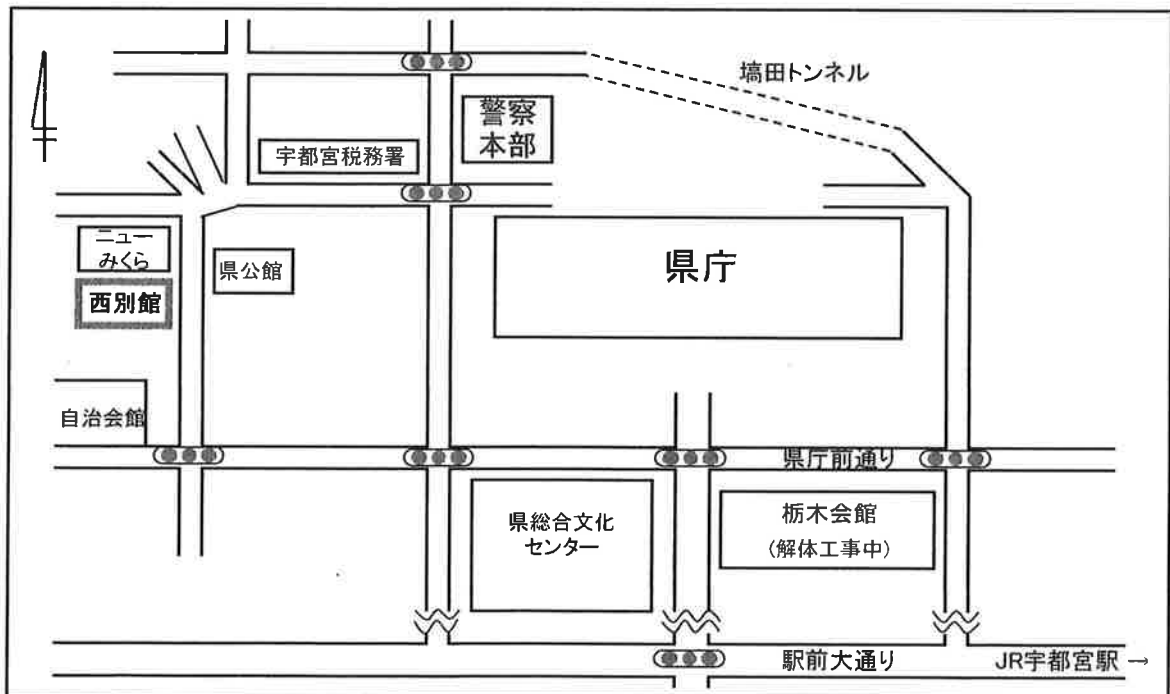 塙田トンネル
警察
本部
宇都宮税務署
ニュー
みくら
県公館
県庁
西別館
自治会館
県庁前通り
県総合文化
センター
栃木会館
(解体工事中)
駅前大通り
JR宇都宮駅 →